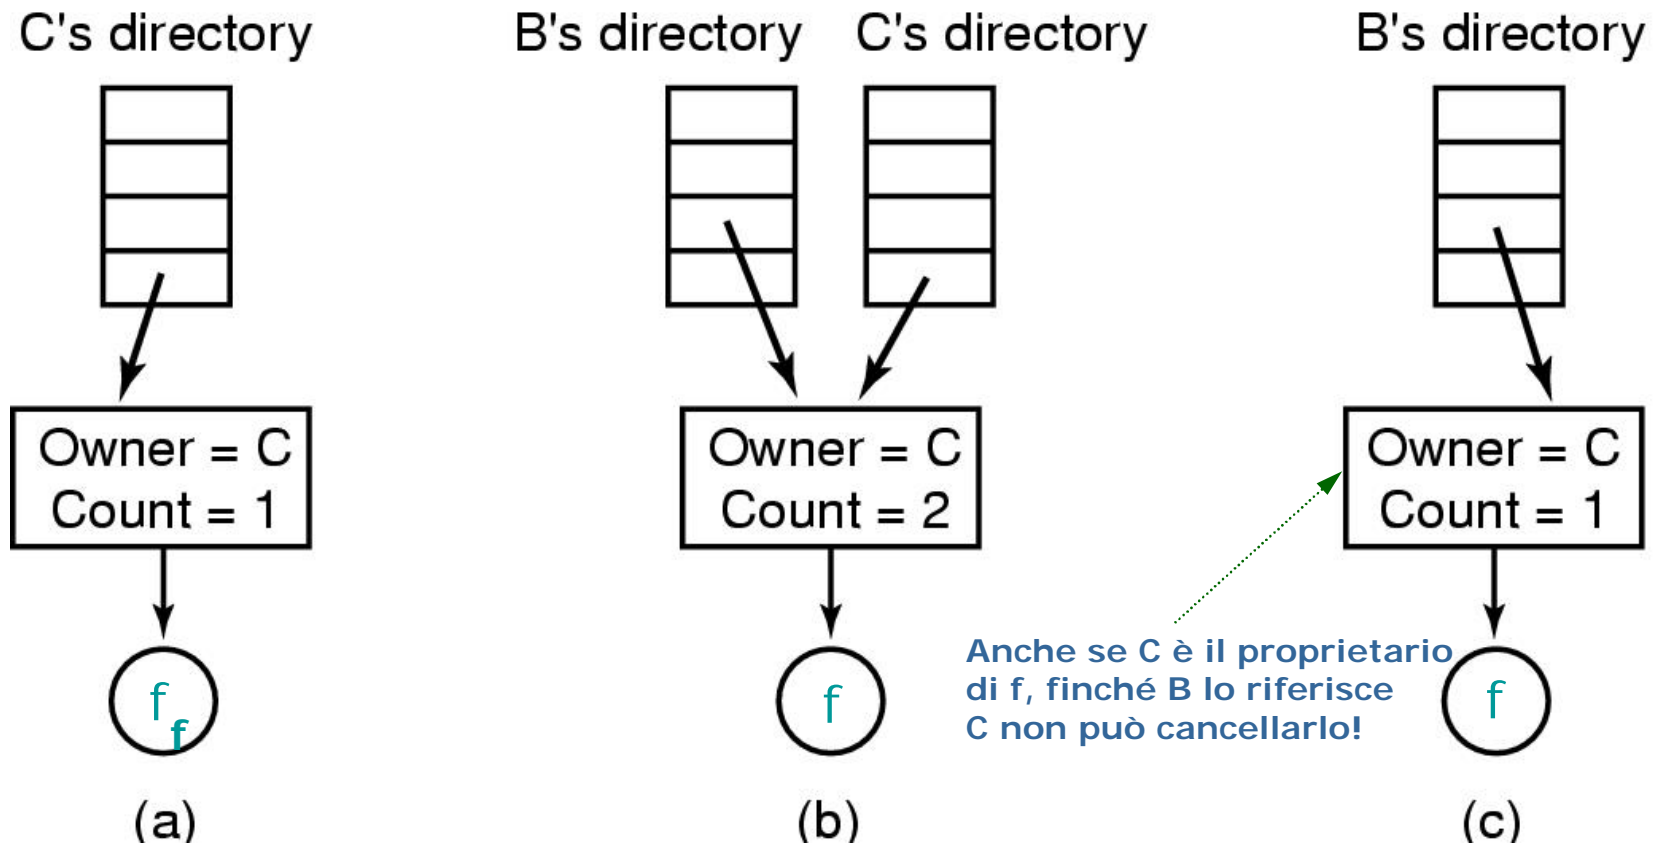 C's directory
B's directory
C's directory
B's directory
Owner = C
Count = 1
Owner = C
Count = 2
Owner = C
Count = 1
Anche se C è il proprietario
di f, finché B lo riferisce
C non può cancellarlo!
f
f
f
f
(a)
(b)
(c)